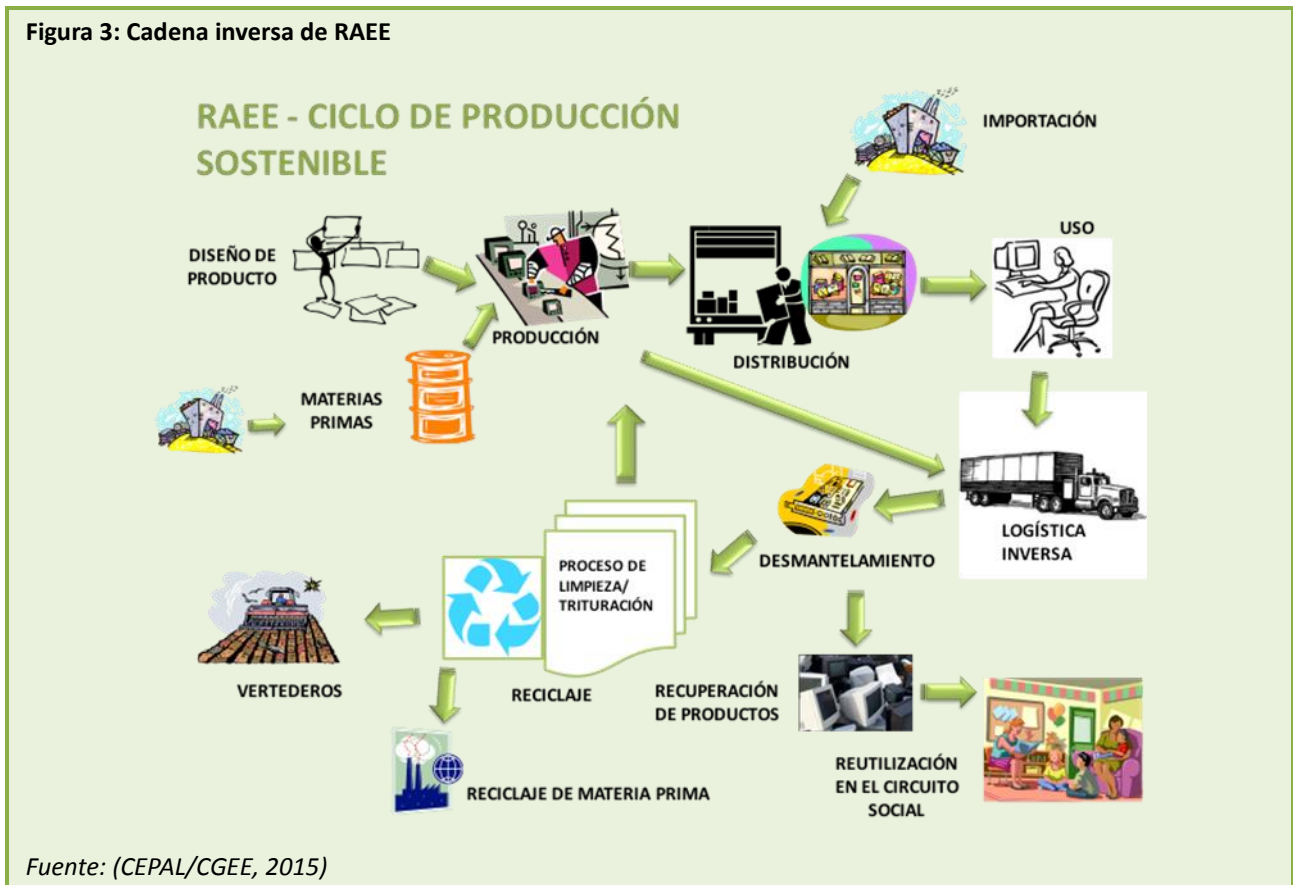 Figura 3: Cadena inversa de RAEE
RAEE - CICLO DE PRODUCCIÓN
SOSTENIBLE
IMPORTACIÓN
USO
DISEÑO DE
PRODUCTO
PRODUCCIÓN
DISTRIBUCIÓN
MATERIAS
PRIMAS
LOGÍSTICA
INVERSA
DESMANTELAMIENTO
PROCESO DE
LIMPIEZA/
TRITURACIÓN
VERTEDEROS
RECICLAJE
RECUPERACIÓN
DE PRODUCTOS
REUTILIZACIÓN
EN EL CIRCUITO
SOCIAL
RECICLAJE DE MATERIA PRIMA
Fuente: (CEPAL/CGEE, 2015)